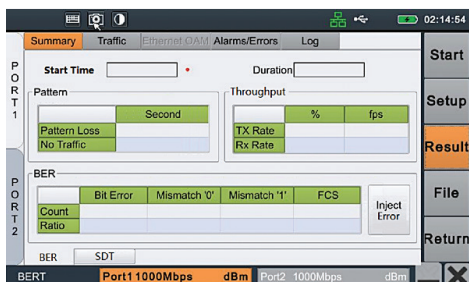 02:14:54
Summary Traffic Ethernet OAM Alarms/Errors Log
Start
PORT1
Start Time * Duration
Pattern
Second
Pattern Loss
No Traffic
Throughput
% fps
TX Rate
Rx Rate
Setup
Result
PORT2
BER
Bit Error Mismatch '0' Mismatch '1' FCS
Count
Ratio
Inject
Error
File
Return
BER SDT
BERT Port1 1000Mbps dBm Port2 1000Mbps dBm